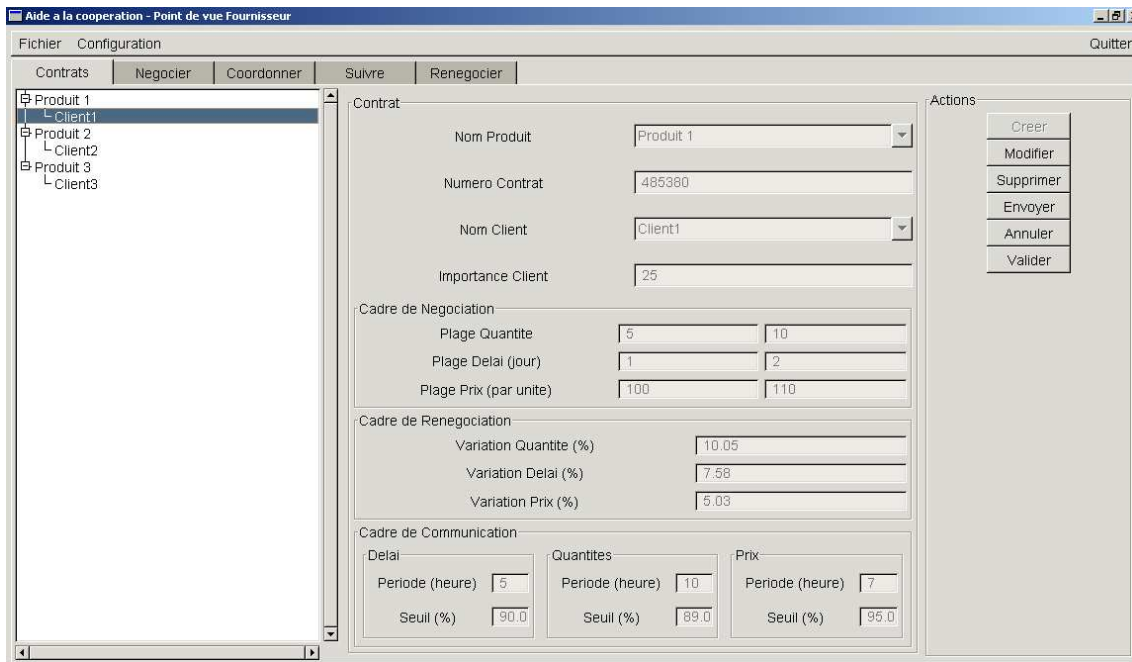 Aide a la cooperation - Point de vue Fournisseur
Fichier Configuration Quitter
Contrats Negocier Coordonner Suivre Renegocier
Produit 1
Client1
Produit 2
Client2
Produit 3
Client3
Contrat
Nom Produit Produit 1
Numero Contrat 485380
Nom Client Client1
Importance Client 25
Cadre de Negociation
Plage Quantite 5 10
Plage Delai (jour) 1 2
Plage Prix (par unite) 100 110
Cadre de Renegociation
Variation Quantite (%) 10.05
Variation Delai (%) 7.58
Variation Prix (%) 5.03
Cadre de Communication
Delai Quantites Prix
Periode (heure) 5 Periode (heure) 10 Periode (heure) 7
Seuil (%) 90.0 Seuil (%) 89.0 Seuil (%) 95.0
Actions
Creer
Modifier
Supprimer
Envoyer
Annuler
Valider